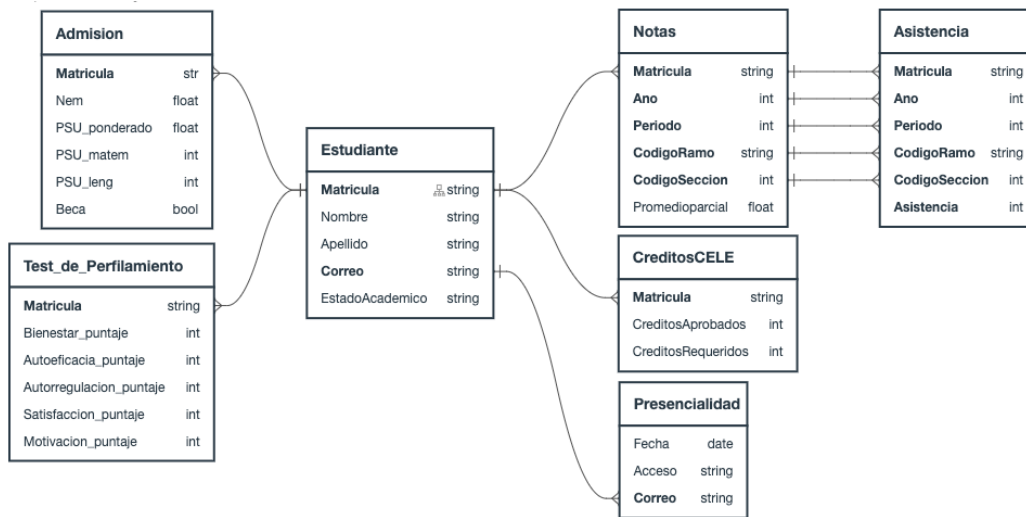 Admision
Matricula str
Nem float
PSU_ponderado float
PSU_matem int
PSU_leng int
Beca bool
Test_de_Perfilamiento
Matricula string
Bienestar_puntaje int
Autoeficacia_puntaje int
Autorregulacion_puntaje int
Satisfaccion_puntaje int
Motivacion_puntaje int
Estudiante
Matricula string
Nombre string
Apellido string
Correo string
EstadoAcademico string
Notas
Matricula string
Ano int
Periodo int
CodigoRamo string
CodigoSeccion int
Promedioparcial float
Asistencia
Matricula string
Ano int
Periodo int
CodigoRamo string
CodigoSeccion int
Asistencia int
CreditosCELE
Matricula string
CreditosAprobados int
CreditosRequeridos int
Presencialidad
Fecha date
Acceso string
Correo string